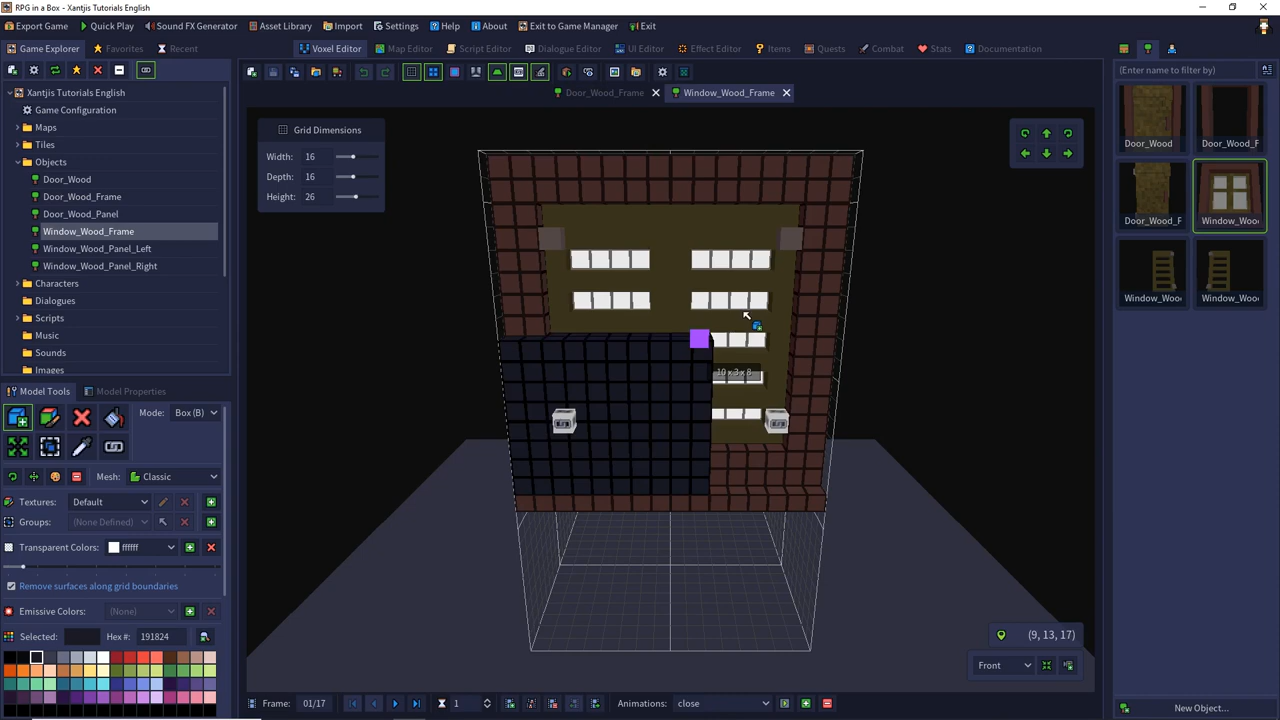 RPG in a Box - Xantjis Tutorials English
Export Game Quick Play Sound FX Generator Asset Library Import Settings Help About Exit to Game Manager Exit
Game Explorer Favorites Recent
Voxel Editor Map Editor Script Editor Dialogue Editor UI Editor Effect Editor Items Quests Combat Stats Documentation
(Enter name to filter by)
Door_Wood_Frame Window_Wood_Frame
Xantjis Tutorials English
Game Configuration
Maps
Tiles
Objects
Door_Wood
Door_Wood_Frame
Door_Wood_Panel
Window_Wood_Frame
Window_Wood_Panel_Left
Window_Wood_Panel_Right
Characters
Dialogues
Scripts
Music
Sounds
Images
Grid Dimensions
Width: 16
Depth: 16
Height: 26
10 x 3 x 8
Door_Wood
Door_Wood_F
Door_Wood_F
Window_Woo
Window_Woo
Window_Woo
Model Tools Model Properties
Mode: Box (B)
Mesh: Classic
Textures: Default
Groups: (None Defined)
Transparent Colors: ffffff
Remove surfaces along grid boundaries
Emissive Colors: (None)
Selected: Hex #: 191824
(9, 13, 17)
Front
Frame: 01/17
1
Animations: close
New Object...